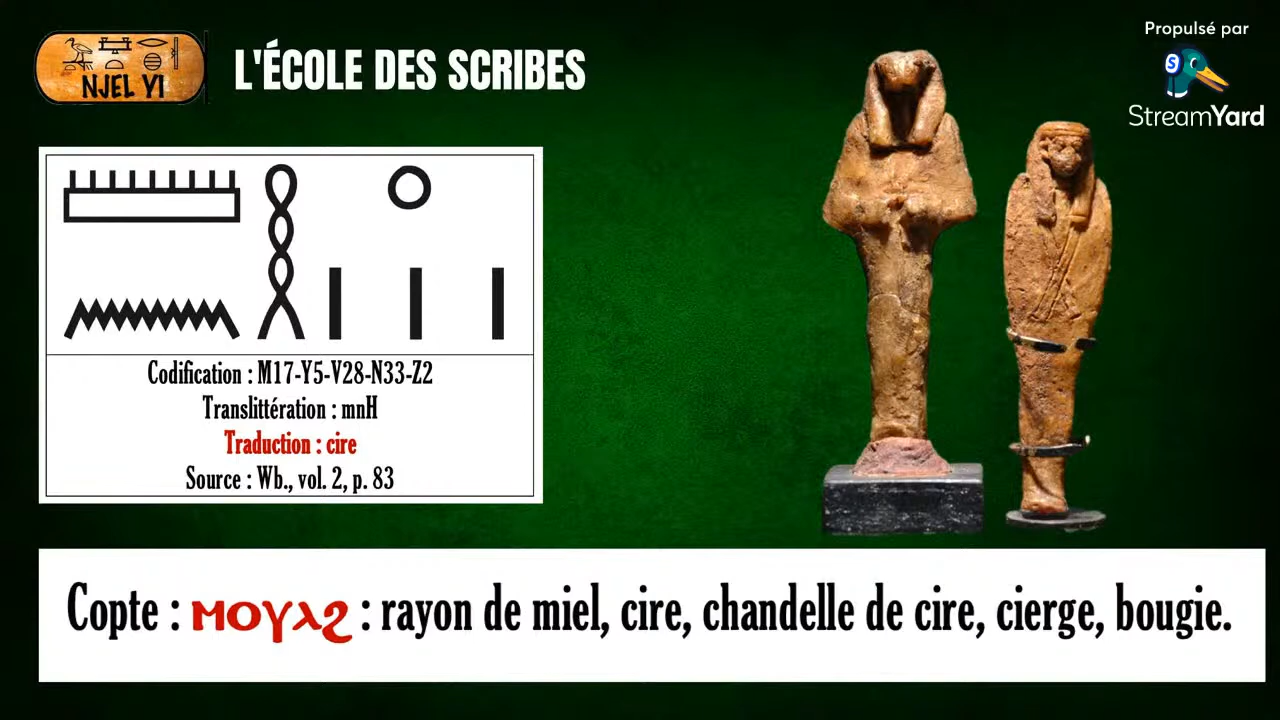 NJEL YI
L'ÉCOLE DES SCRIBES
Propulsé par
StreamYard
𓏠𓈖𓎛𓈒𓏥
Codification : M17-Y5-V28-N33-Z2
Translittération : mnH
Traduction : cire
Source : Wb., vol. 2, p. 83
Copte : ⲙⲟⲩⲗϩ : rayon de miel, cire, chandelle de cire, cierge, bougie.